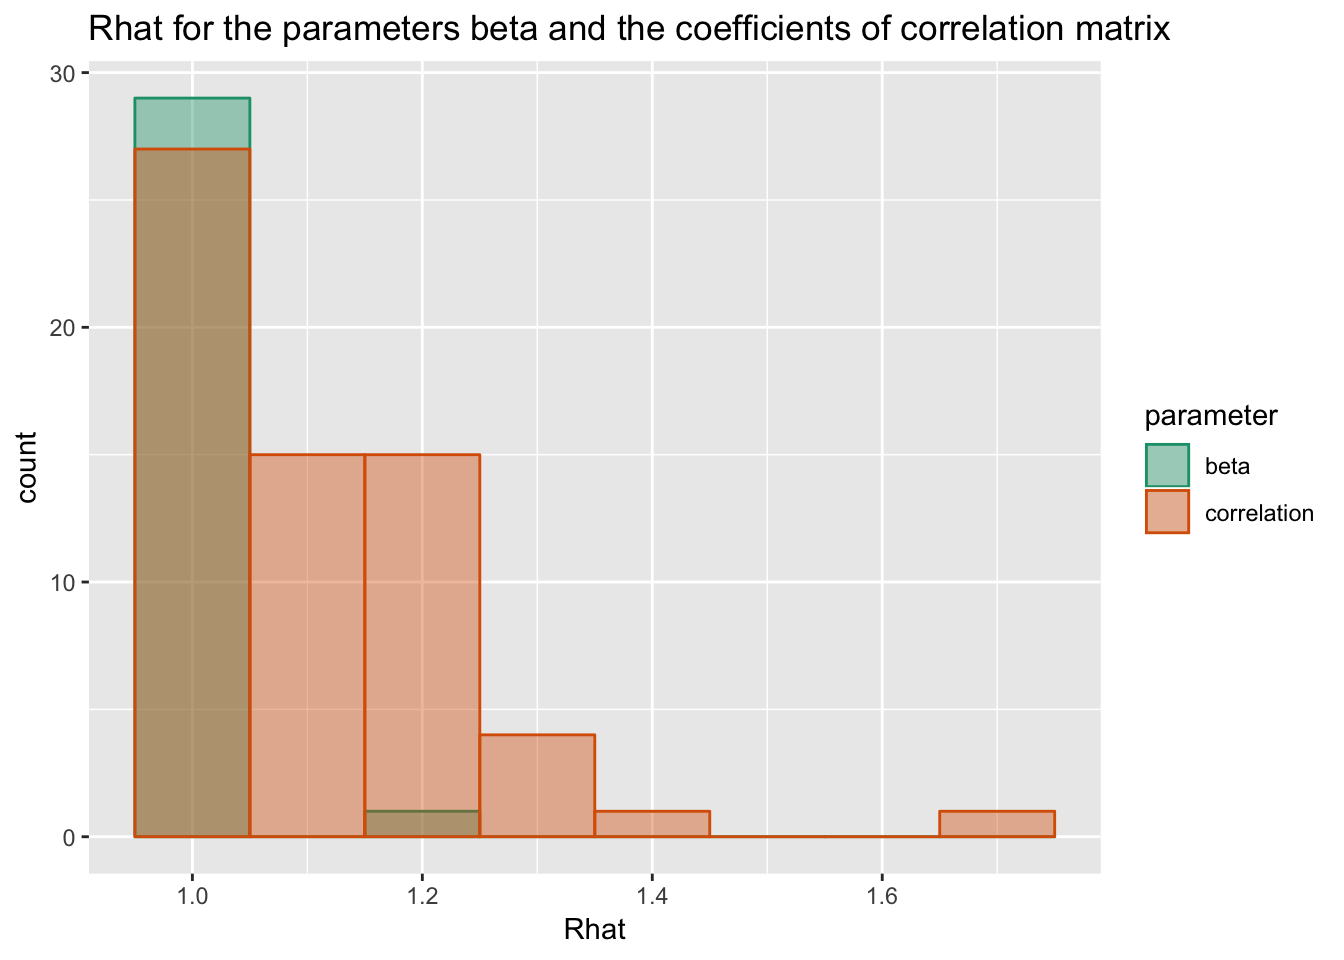 Rhat for the parameters beta and the coefficients of correlation matrix
30
20
10
0
count
1.0 1.2 1.4 1.6
Rhat
parameter
beta
correlation